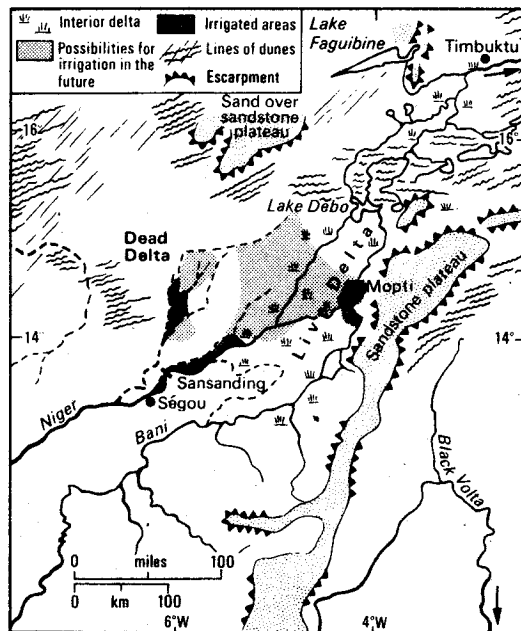 Interior delta
Irrigated areas
Possibilities for
irrigation in the
future
Lines of dunes
Escarpment
Lake
Faguibine
Timbuktu
16°
16°
Sand over
sandstone
plateau
Lake Débo
Dead
Delta
Live Delta
Mopti
Sandstone plateau
14°
14°
Sansanding
Ségou
Niger
Bani
Black Volta
0 miles 100
0 km 100
6°W
4°W